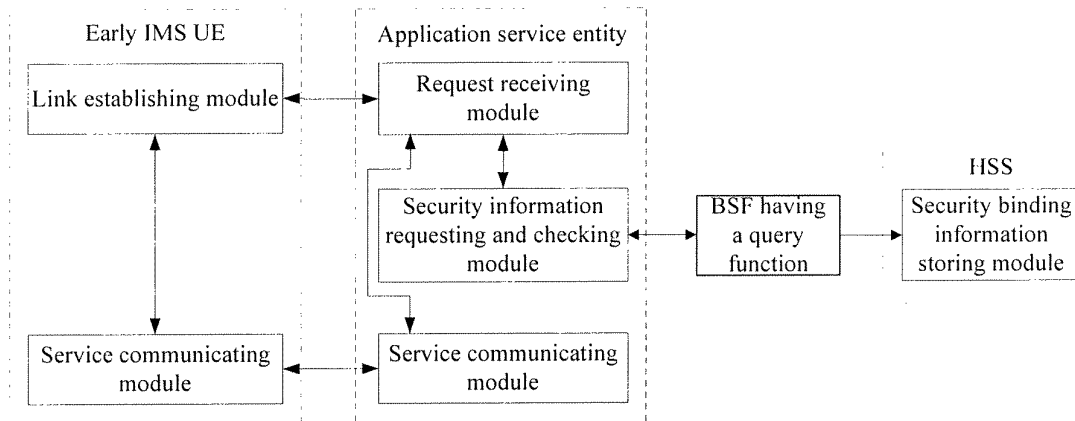 Early IMS UE
Link establishing module
Service communicating
module
Application service entity
Request receiving
module
Security information
requesting and checking
module
Service communicating
module
BSF having
a query
function
HSS
Security binding
information
storing module